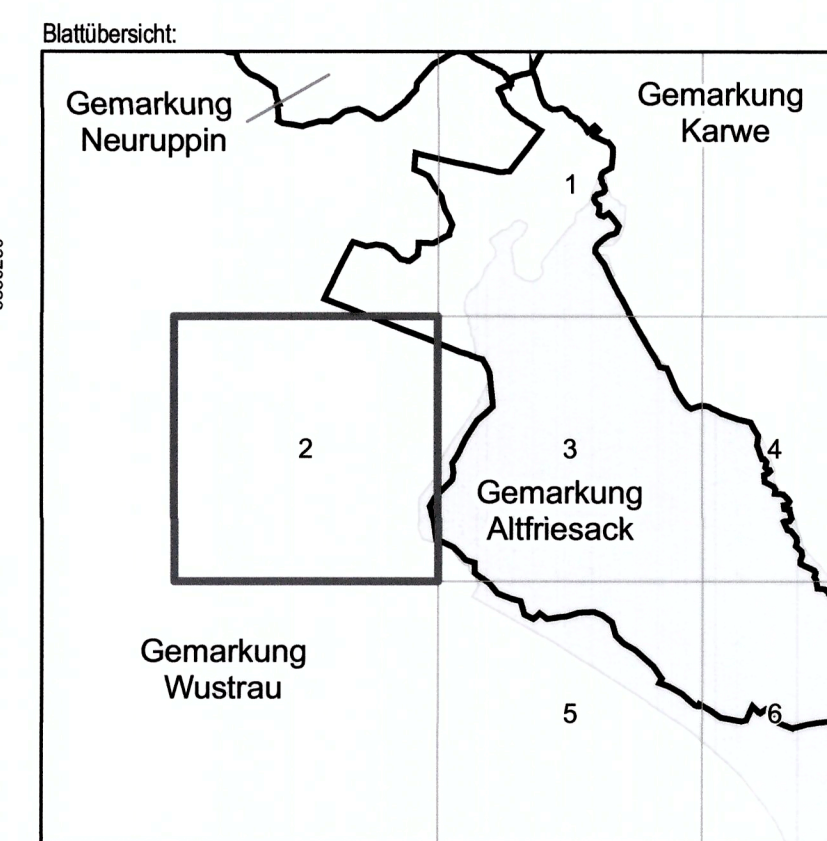 Blattübersicht:
Gemarkung
Neuruppin
Gemarkung
Karwe
1
2
3
4
Gemarkung
Altfriesack
Gemarkung
Wustrau
5
6